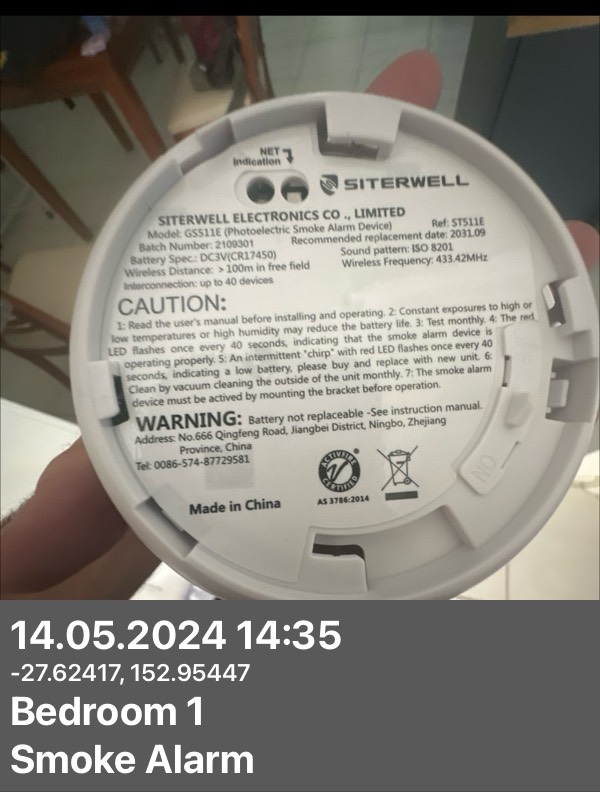 NET
Indication
SITERWELL
SITERWELL ELECTRONICS CO ., LIMITED
Model: GS511E (Photoelectric Smoke Alarm Device)
Ref: ST511E
Batch Number: 2109301
Recommended replacement date: 2031.09
Battery Spec.: DC3V(CR17450)
Sound pattern: ISO 8201
Wireless Distance: > 100m in free field
Wireless Frequency: 433.42MHz
Interconnection: up to 40 devices
CAUTION:
1: Read the user's manual before installing and operating. 2: Constant exposures to high or
low temperatures or high humidity may reduce the battery life. 3: Test monthly. 4: The red
LED flashes once every 40 seconds, indicating that the smoke alarm device is
operating properly. 5: An intermittent "chirp" with red LED flashes once every 40
seconds, indicating a low battery, please buy and replace with new unit. 6:
Clean by vacuum cleaning the outside of the unit monthly. 7: The smoke alarm
device must be actived by mounting the bracket before operation.
WARNING: Battery not replaceable -See instruction manual.
Address: No.666 Qingfeng Road, Jiangbei District, Ningbo, Zhejiang
Province, China
Tel: 0086-574-87729581
ACTIVFIRE
CERTIFIED
AS 3786:2014
Made in China
ON
14.05.2024 14:35
-27.62417, 152.95447
Bedroom 1
Smoke Alarm